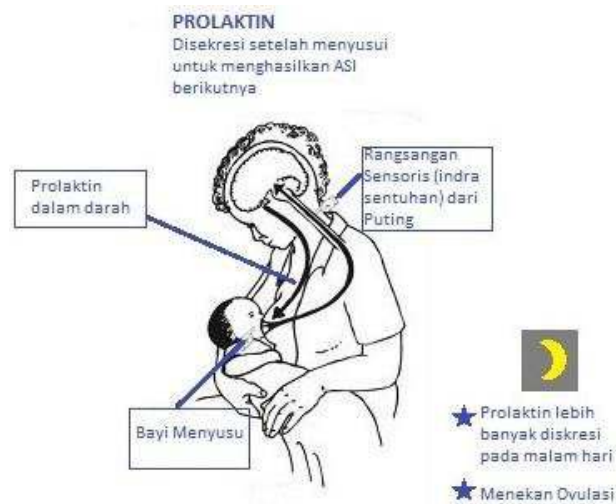 PROLAKTIN
Disekresi setelah menyusui
untuk menghasilkan ASI
berikutnya
Rangsangan
Sensoris (indra
sentuhan) dari
Puting
Prolaktin
dalam darah
Bayi Menyusu
Prolaktin lebih
banyak diskresi
pada malam hari
Menekan Ovulasi